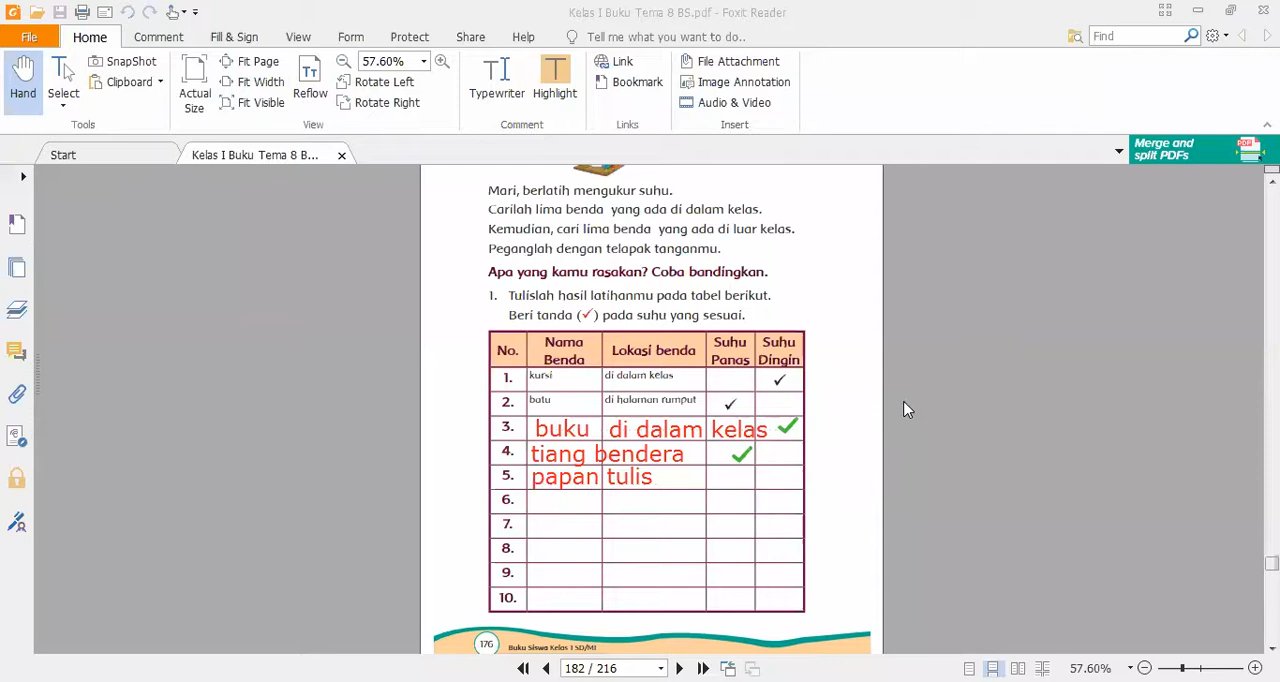 Kelas I Buku Tema 8 BS.pdf - Foxit Reader
File Home Comment Fill & Sign View Form Protect Share Help Tell me what you want to do.. Find
Hand
Select
SnapShot
Clipboard
Tools
Actual Size
Fit Page
Fit Width
Fit Visible
Reflow
57.60%
Rotate Left
Rotate Right
View
Typewriter
Highlight
Comment
Link
Bookmark
Links
File Attachment
Image Annotation
Audio & Video
Insert
Start
Kelas I Buku Tema 8 B...
Merge and
split PDFs
Mari, berlatih mengukur suhu.
Carilah lima benda yang ada di dalam kelas.
Kemudian, cari lima benda yang ada di luar kelas.
Peganglah dengan telapak tanganmu.
Apa yang kamu rasakan? Coba bandingkan.
1. Tulislah hasil latihanmu pada tabel berikut.
Beri tanda (✓) pada suhu yang sesuai.
No. Nama Benda Lokasi benda Suhu Panas Suhu Dingin
1. kursi di dalam kelas ✓
2. batu di halaman rumput ✓
3. buku di dalam kelas ✓
4. tiang bendera ✓
5. papan tulis
6.
7.
8.
9.
10.
176 Buku Siswa Kelas I SD/MI
182 / 216
57.60%